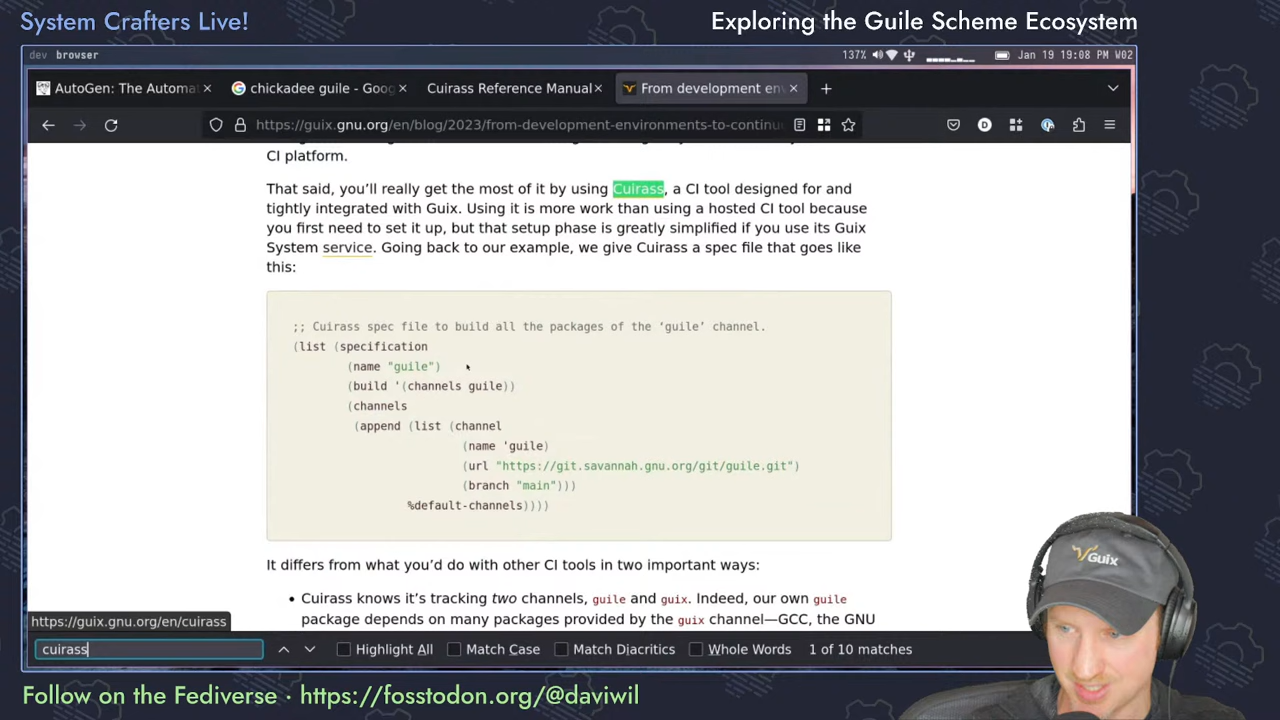 System Crafters Live!
Exploring the Guile Scheme Ecosystem
dev browser
137%
Jan 19 19:08 PM W02
AutoGen: The Automat
chickadee guile - Goog
Cuirass Reference Manual
From development en
https://guix.gnu.org/en/blog/2023/from-development-environments-to-continu
CI platform.
That said, you’ll really get the most of it by using Cuirass, a CI tool designed for and
tightly integrated with Guix. Using it is more work than using a hosted CI tool because
you first need to set it up, but that setup phase is greatly simplified if you use its Guix
System service. Going back to our example, we give Cuirass a spec file that goes like
this:
;; Cuirass spec file to build all the packages of the ‘guile’ channel.
(list (specification
(name "guile")
(build '(channels guile))
(channels
(append (list (channel
(name 'guile)
(url "https://git.savannah.gnu.org/git/guile.git")
(branch "main")))
%default-channels))))
It differs from what you’d do with other CI tools in two important ways:
• Cuirass knows it’s tracking two channels, guile and guix. Indeed, our own guile
package depends on many packages provided by the guix channel—GCC, the GNU
https://guix.gnu.org/en/cuirass
cuirass
Highlight All
Match Case
Match Diacritics
Whole Words
1 of 10 matches
Guix
Follow on the Fediverse · https://fosstodon.org/@daviwil